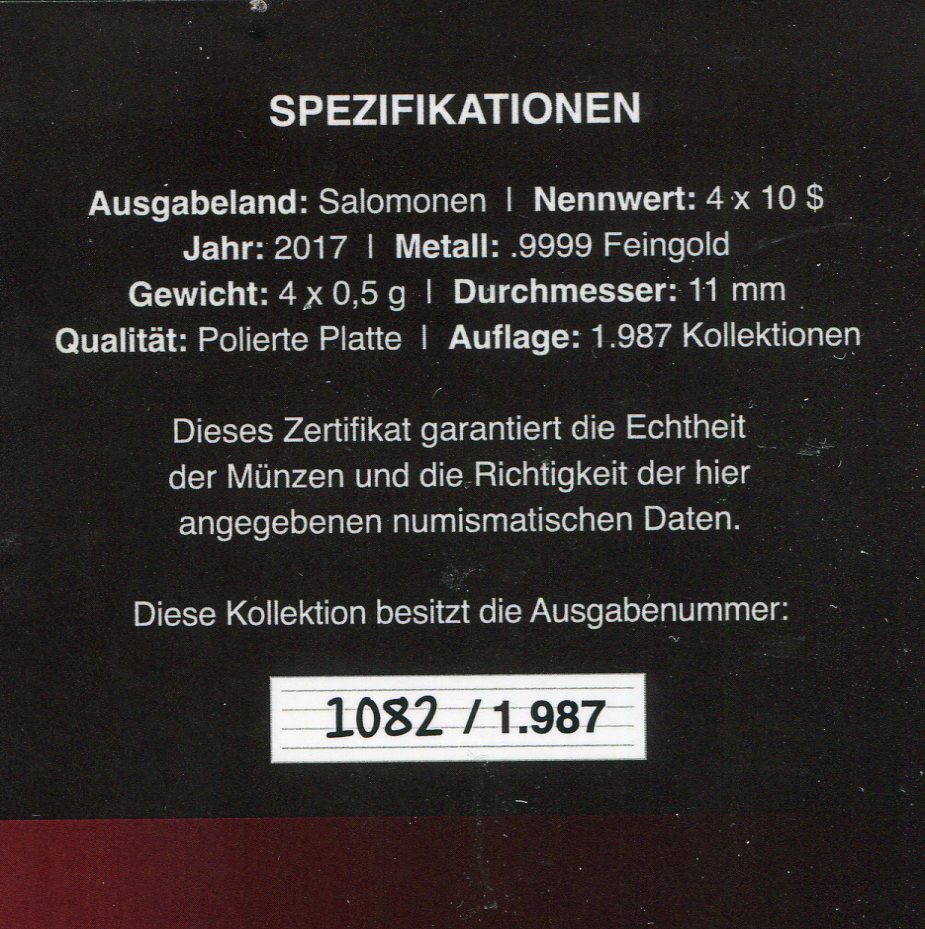 SPEZIFIKATIONEN
Ausgabeland: Salomonen | Nennwert: 4 x 10 $
Jahr: 2017 | Metall: .9999 Feingold
Gewicht: 4 x 0,5 g | Durchmesser: 11 mm
Qualität: Polierte Platte | Auflage: 1.987 Kollektionen
Dieses Zertifikat garantiert die Echtheit
der Münzen und die Richtigkeit der hier
angegebenen numismatischen Daten.
Diese Kollektion besitzt die Ausgabenummer:
1082 / 1.987